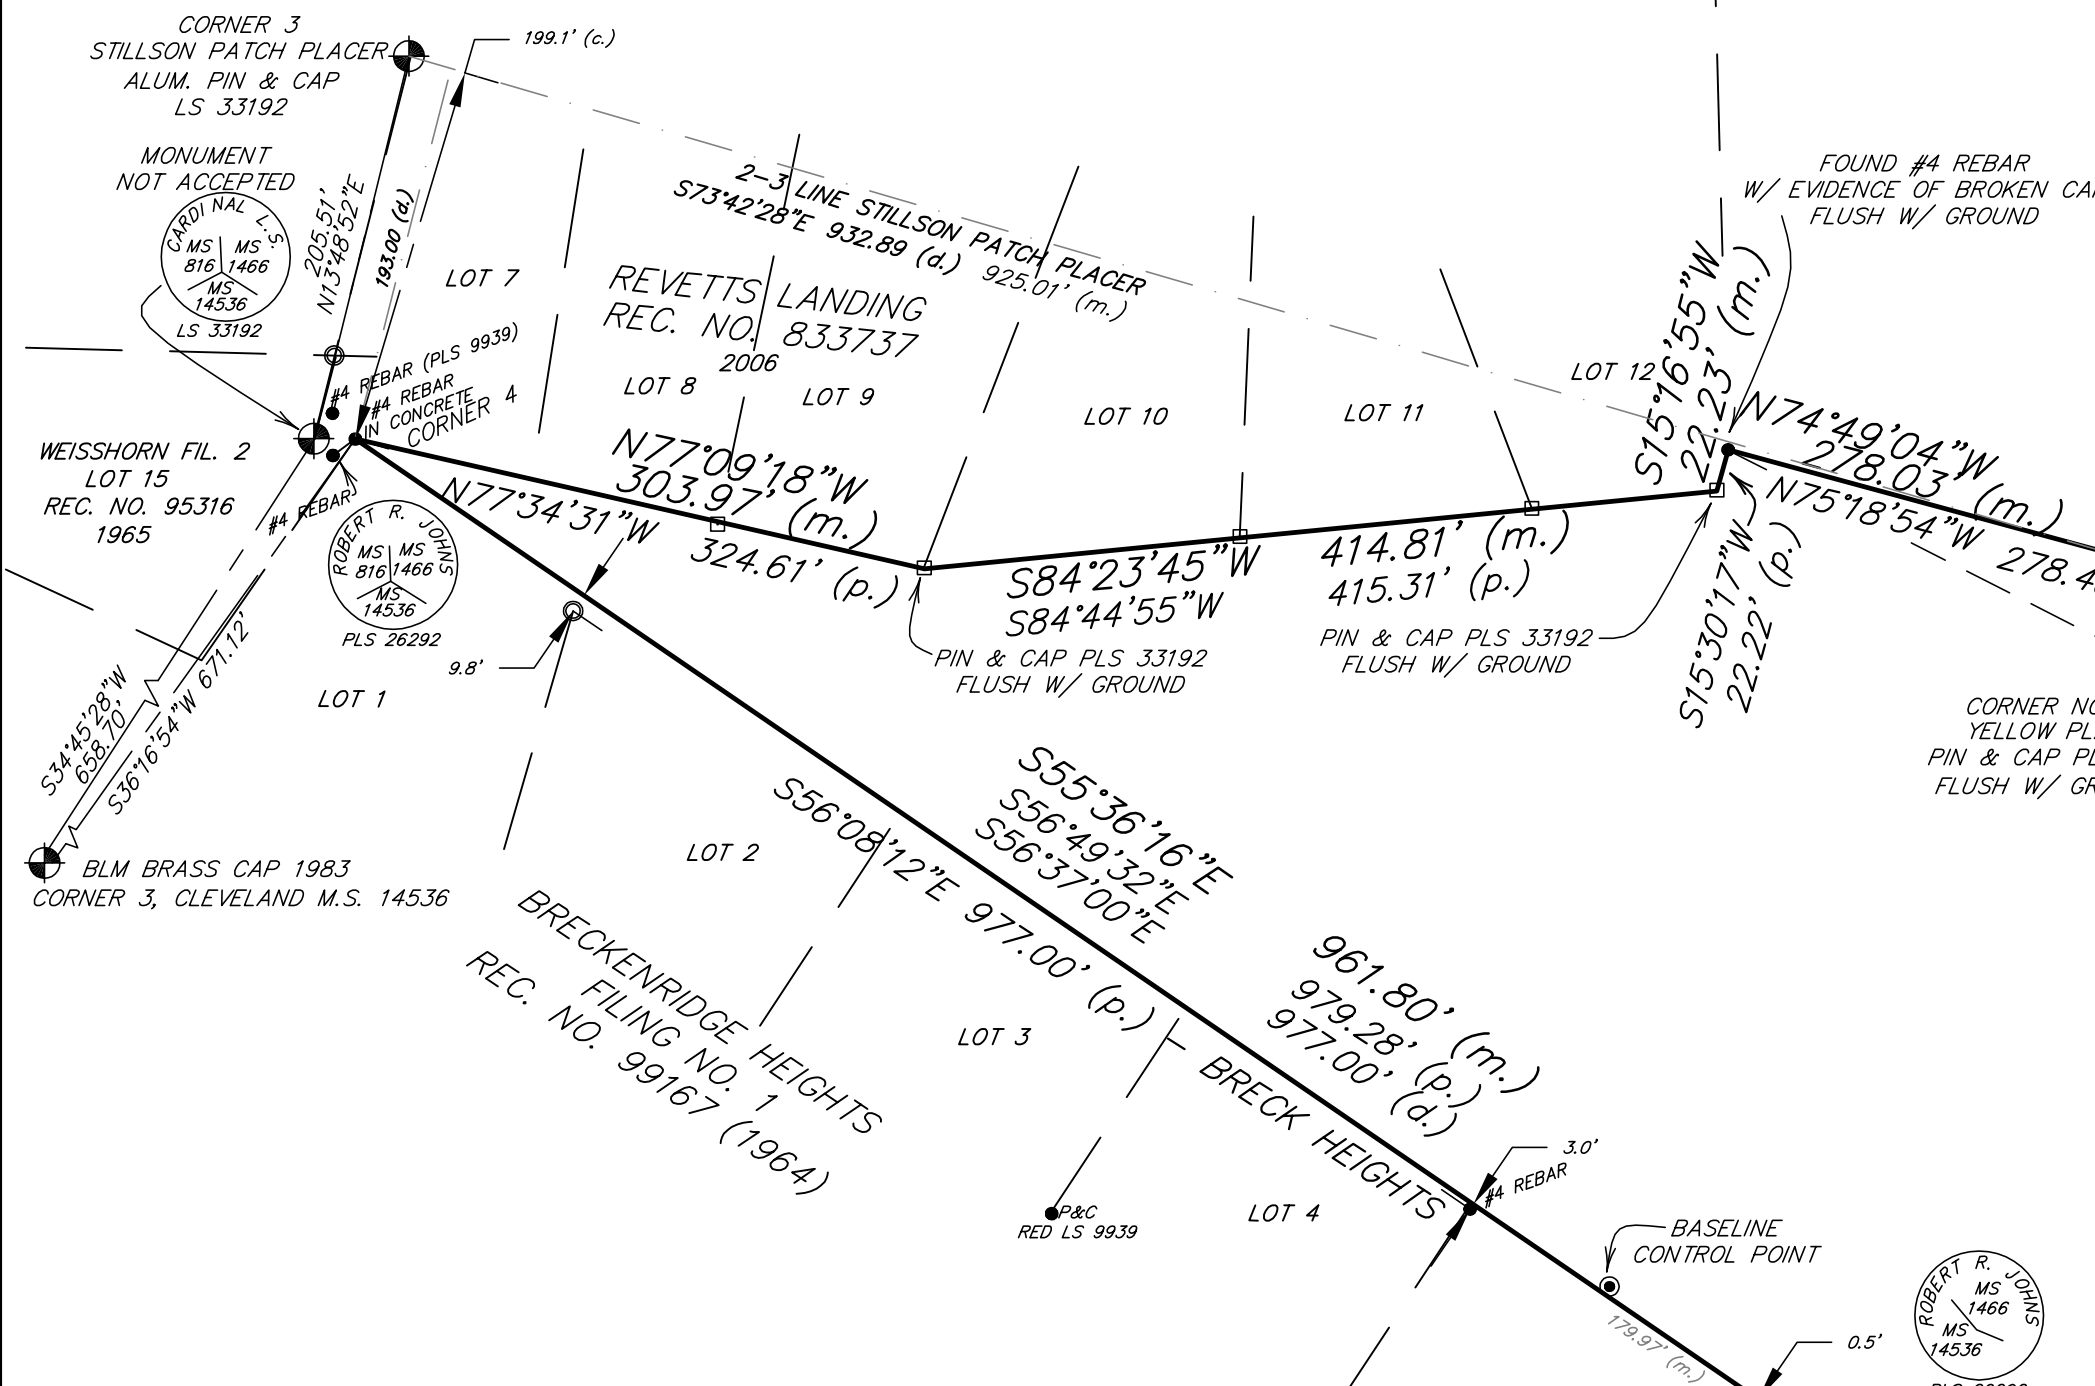 CORNER 3
STILLSON PATCH PLACER
ALUM. PIN & CAP
LS 33192
199.1' (c.)
MONUMENT
NOT ACCEPTED
CARDINAL L.S.
MS
816
MS
1466
MS
14536
LS 33192
205.51'
N13°48'52"E
193.00 (d.)
LOT 7
2-3 LINE STILLSON PATCH PLACER
S73°42'28"E 932.89 (d.)
925.01' (m.)
REVETTS LANDING
REC. NO. 833737
2006
LOT 8
LOT 9
LOT 10
LOT 11
LOT 12
FOUND #4 REBAR
W/ EVIDENCE OF BROKEN CAP
FLUSH W/ GROUND
S15°16'55"W
22.23' (m.)
N74°49'04"W
278.03' (m.)
N75°18'54"W 278.4
S15°30'17"W
22.22' (p.)
#4 REBAR (PLS 9939)
#4 REBAR
IN CONCRETE
CORNER 4
WEISSHORN FIL. 2
LOT 15
REC. NO. 95316
1965
#4 REBAR
ROBERT R. JOHNS
MS
816
MS
1466
MS
14536
PLS 26292
N77°09'18"W
303.97' (m.)
N77°34'31"W
324.61' (p.)
S84°23'45"W
414.81' (m.)
S84°44'55"W
415.31' (p.)
PIN & CAP PLS 33192
FLUSH W/ GROUND
PIN & CAP PLS 33192
FLUSH W/ GROUND
9.8'
LOT 1
S34°45'28"W
658.70'
S36°16'54"W 671.12'
BLM BRASS CAP 1983
CORNER 3, CLEVELAND M.S. 14536
CORNER NO
YELLOW PL
PIN & CAP PL
FLUSH W/ GR
LOT 2
S55°36'16"E
S56°49'32"E
S56°37'00"E
S56°08'12"E 977.00' (p.)
961.80' (m.)
979.28' (p.)
977.00' (d.)
BRECKENRIDGE HEIGHTS
FILING NO. 1
REC. NO. 99167 (1964)
LOT 3
BRECK HEIGHTS
3.0'
#4 REBAR
P&C
RED LS 9939
LOT 4
BASELINE
CONTROL POINT
179.97' (m.)
0.5'
ROBERT R. JOHNS
MS
1466
MS
14536